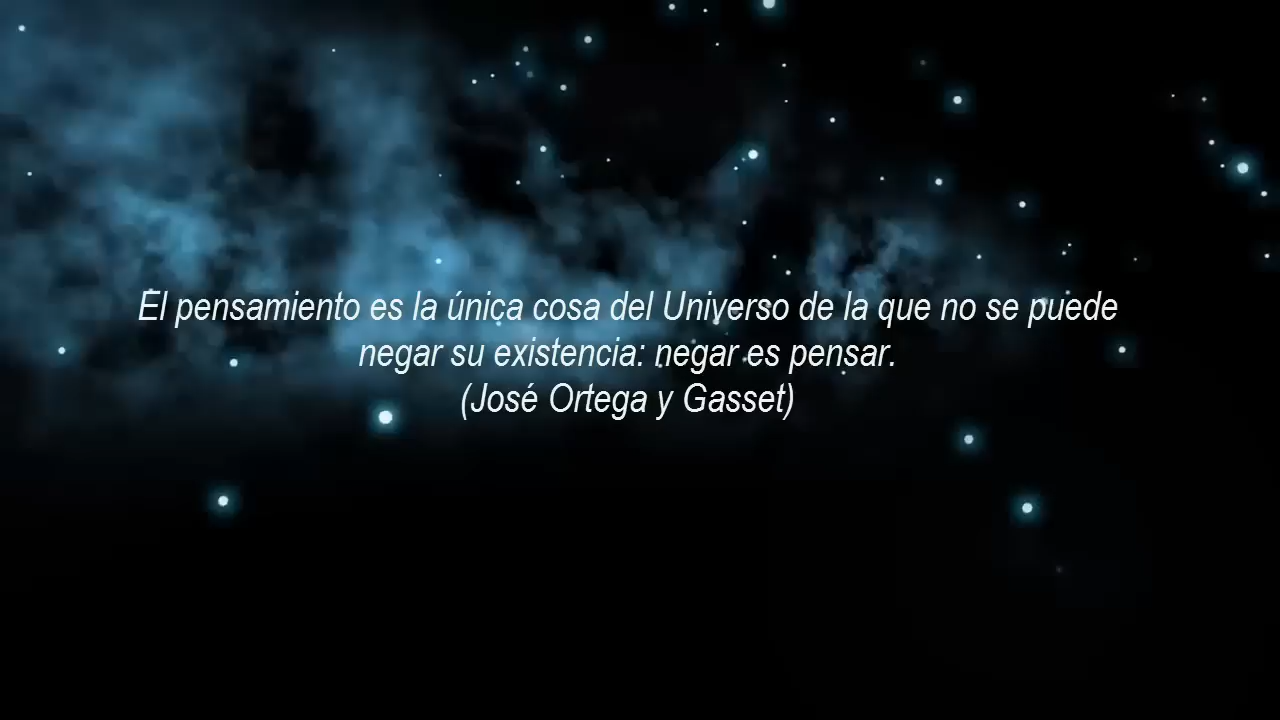 El pensamiento es la única cosa del Universo de la que no se puede
negar su existencia: negar es pensar.
(José Ortega y Gasset)